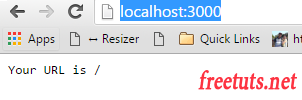 localhost:3000
Apps ↔ Resizer Quick Links
Your URL is /
freetuts.net